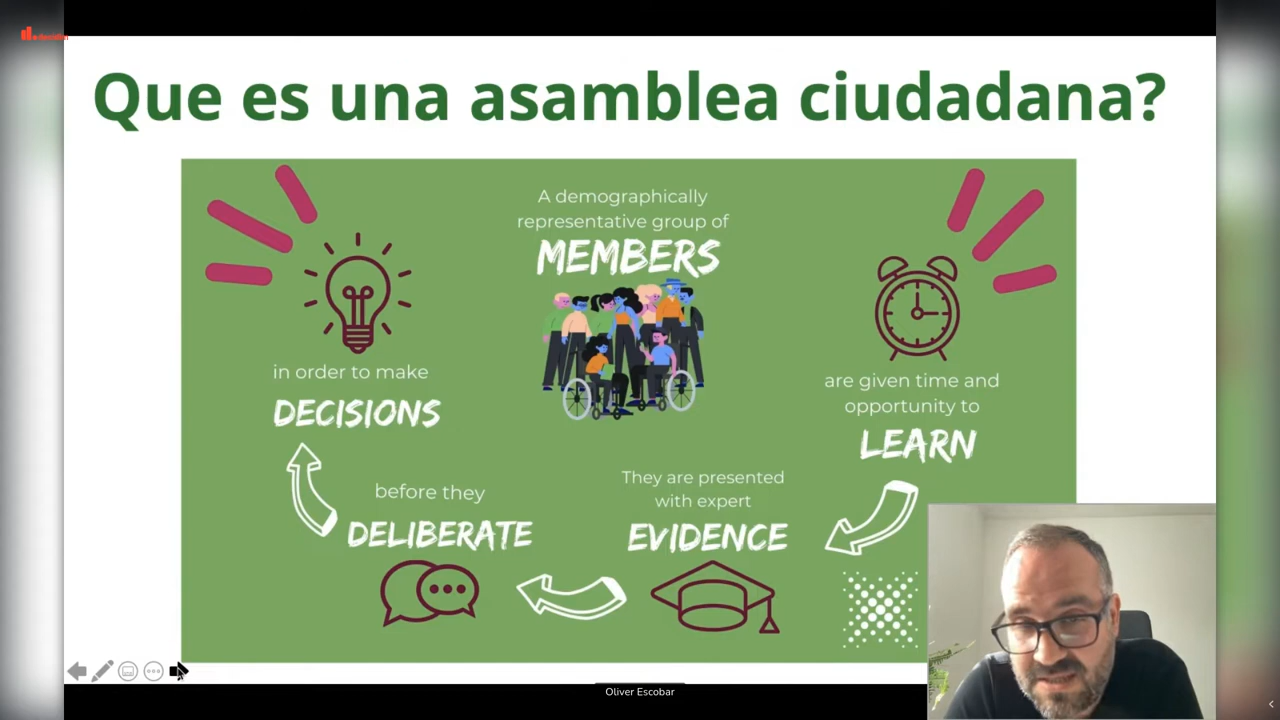 Que es una asamblea ciudadana?
A demographically
representative group of
MEMBERS
are given time and
opportunity to
LEARN
They are presented
with expert
EVIDENCE
before they
DELIBERATE
in order to make
DECISIONS
Oliver Escobar